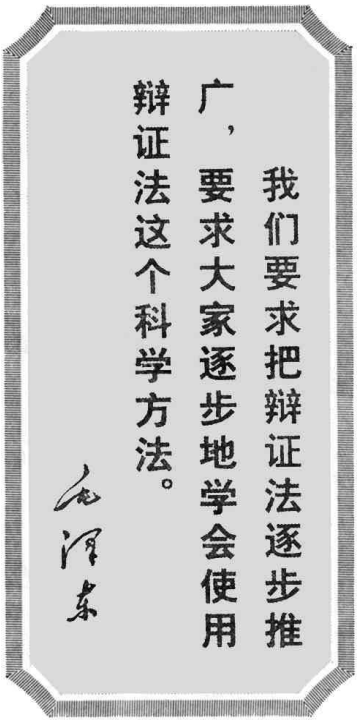 我们要求把辩证法逐步推
广，要求大家逐步地学会使用
辩证法这个科学方法。
毛泽东